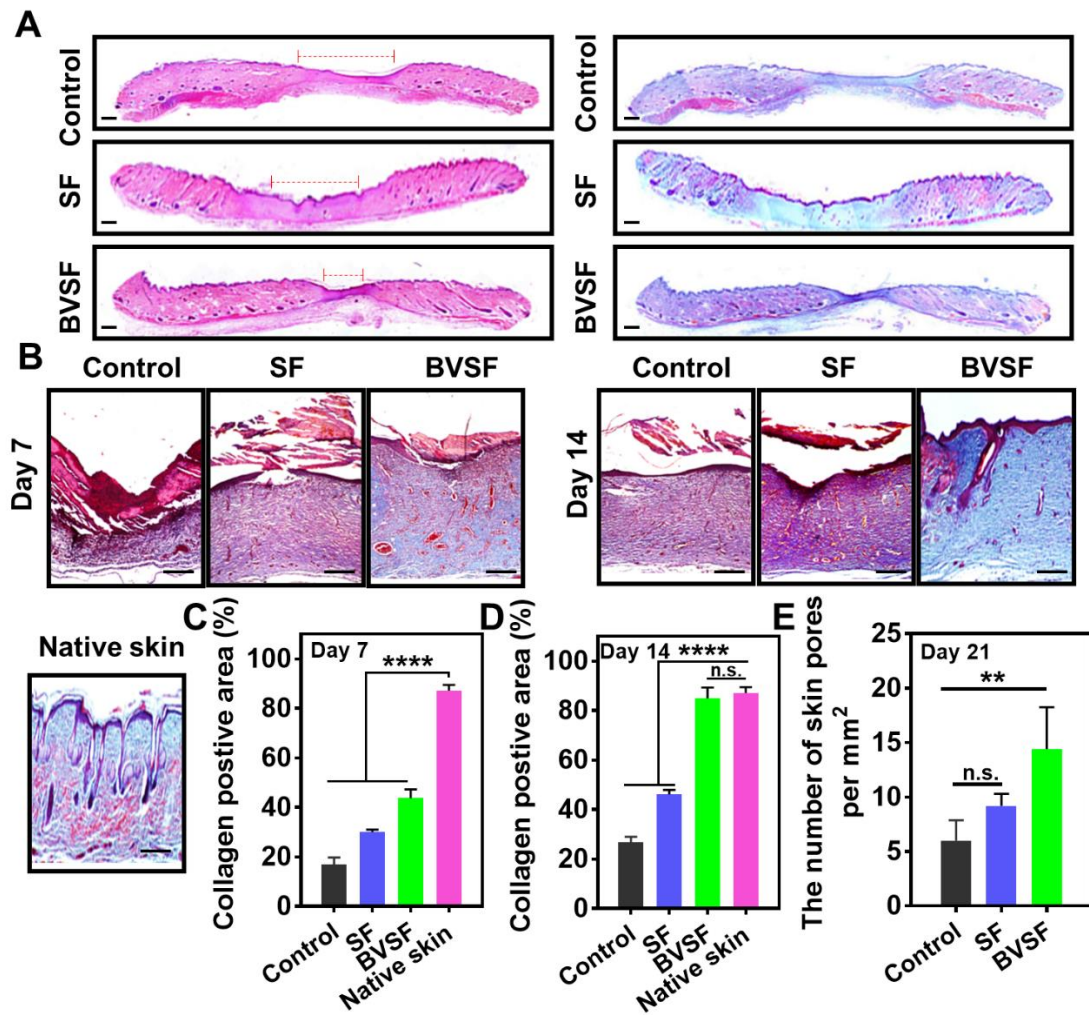 A
Control
Control
SF
SF
BVSF
BVSF
B
Control SF BVSF
SF BVSF
Day 7
Day 14
Native skin
C
Collagen postive area (%)
Day 7
****
100
80
60
40
20
0
Control
SF
BVSF
Native skin
D
Collagen postive area (%)
Day 14
****
n.s.
100
80
60
40
20
0
Control
SF
BVSF
Native skin
E
The number of skin pores
per mm2
Day 21
**
n.s.
25
20
15
10
5
0
Control
SF
BVSF